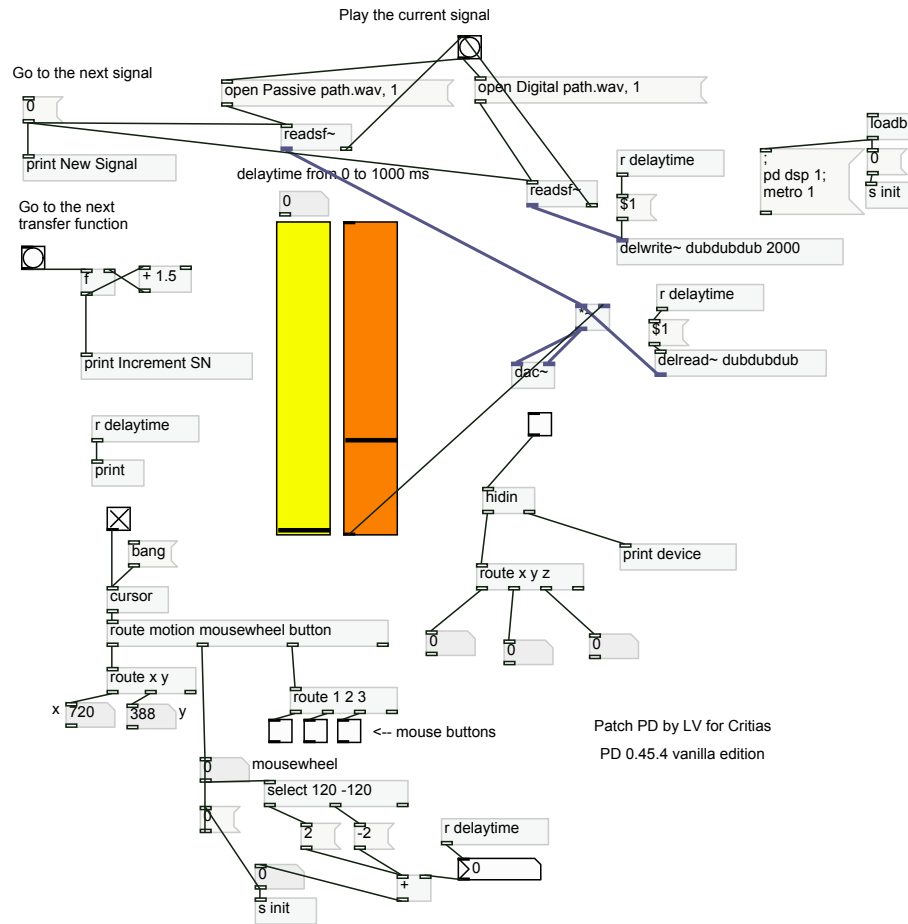 Play the current signal
Go to the next signal
open Passive path.wav, 1
open Digital path.wav, 1
0
readsf~
print New Signal
delaytime from 0 to 1000 ms
0
readsf~
r delaytime
$1
delwrite~ dubdubdub 2000
;
pd dsp 1;
metro 1
loadb
0
s init
Go to the next
transfer function
f
+ 1.5
print Increment SN
*~
dac~
r delaytime
$1
delread~ dubdubdub
r delaytime
print
hidin
print device
route x y z
0
0
0
bang
cursor
route motion mousewheel button
route x y
x
720
388
y
route 1 2 3
<-- mouse buttons
Patch PD by LV for Critias
PD 0.45.4 vanilla edition
0
mousewheel
select 120 -120
0
2
-2
r delaytime
0
0
+
s init